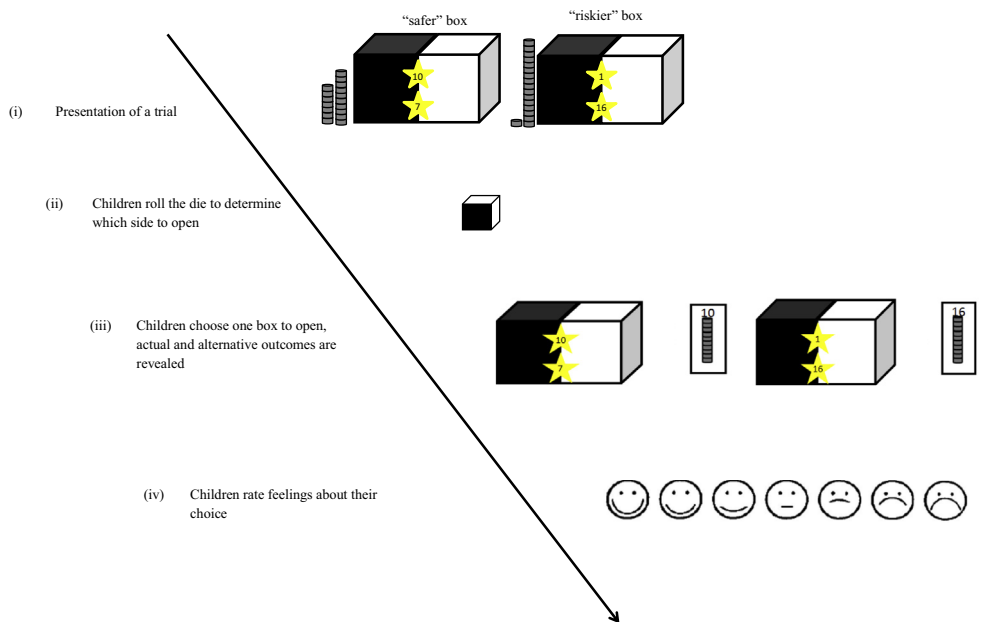 “safer” box
“riskier” box
10
7
1
16
(i) Presentation of a trial
(ii) Children roll the die to determine
which side to open
(iii) Children choose one box to open,
actual and alternative outcomes are
revealed
10
7
10
1
16
16
(iv) Children rate feelings about their
choice